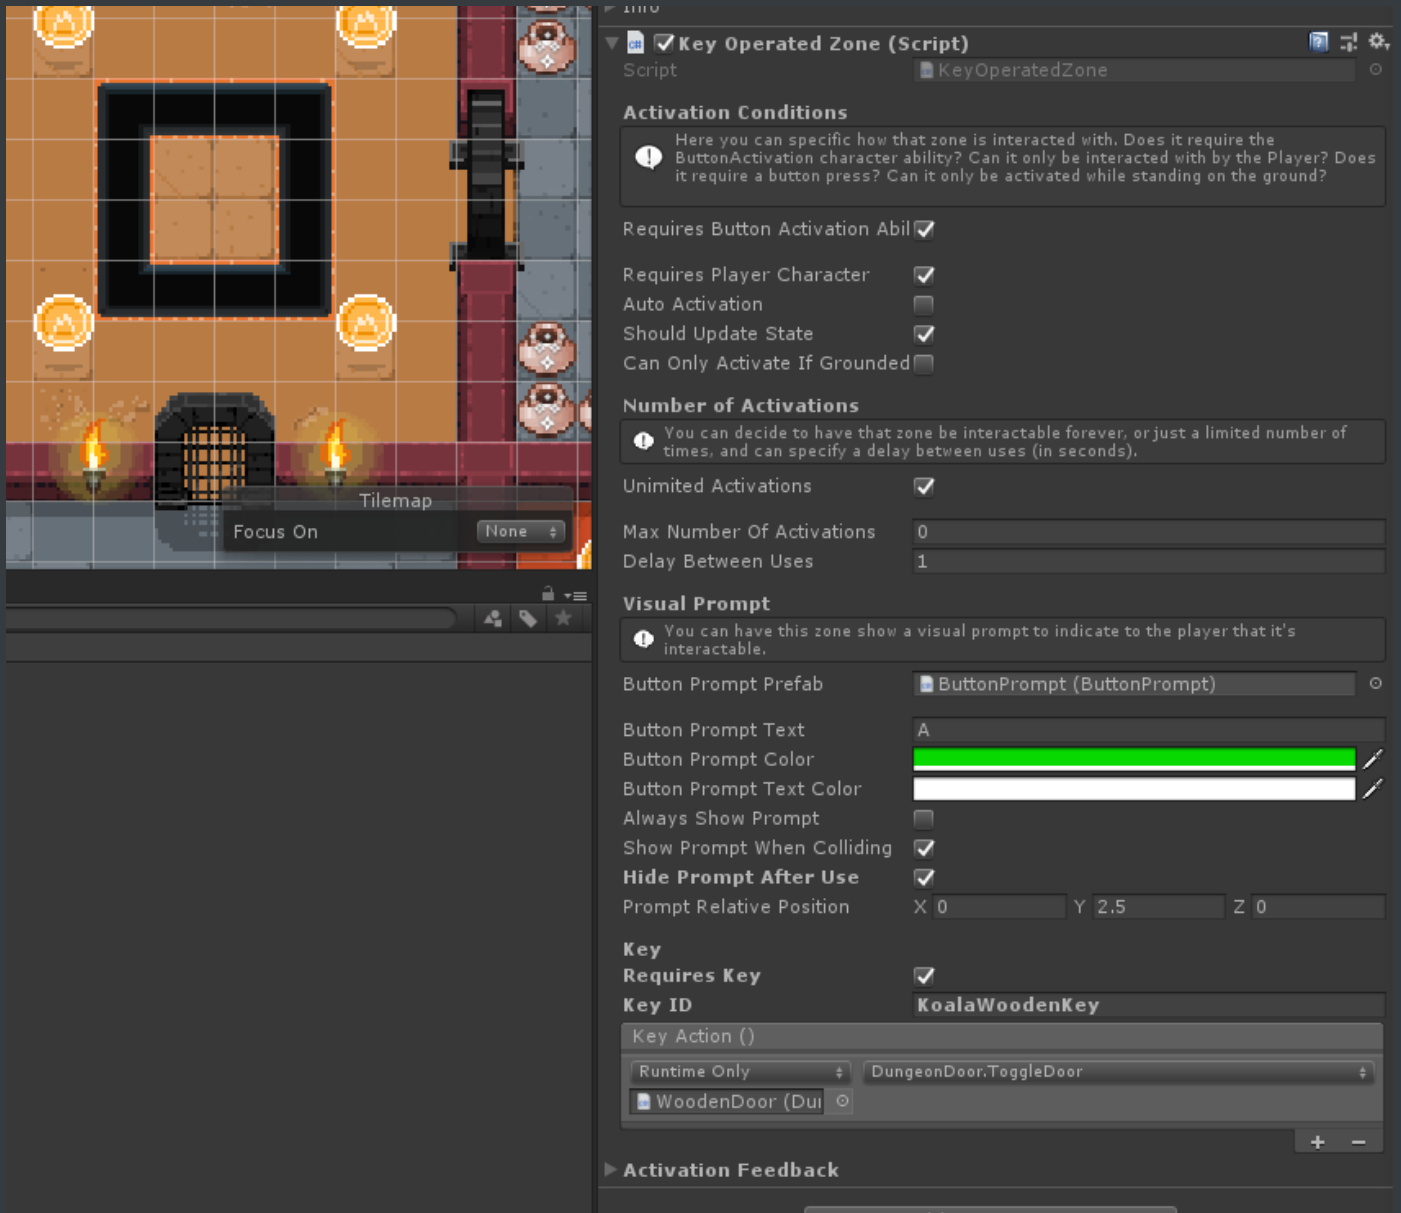 Info
Key Operated Zone (Script)
Script
KeyOperatedZone
Activation Conditions
Here you can specific how that zone is interacted with. Does it require the
ButtonActivation character ability? Can it only be interacted with by the Player? Does
it require a button press? Can it only be activated while standing on the ground?
Requires Button Activation Abil
Requires Player Character
Auto Activation
Should Update State
Can Only Activate If Grounded
Number of Activations
You can decide to have that zone be interactable forever, or just a limited number of
times, and can specify a delay between uses (in seconds).
Unimited Activations
Max Number Of Activations 0
Delay Between Uses 1
Visual Prompt
You can have this zone show a visual prompt to indicate to the player that it's
interactable.
Button Prompt Prefab ButtonPrompt (ButtonPrompt)
Button Prompt Text A
Button Prompt Color
Button Prompt Text Color
Always Show Prompt
Show Prompt When Colliding
Hide Prompt After Use
Prompt Relative Position X 0 Y 2.5 Z 0
Key
Requires Key
Key ID KoalaWoodenKey
Key Action ()
Runtime Only DungeonDoor.ToggleDoor
WoodenDoor (Du
Activation Feedback
Tilemap
Focus On None